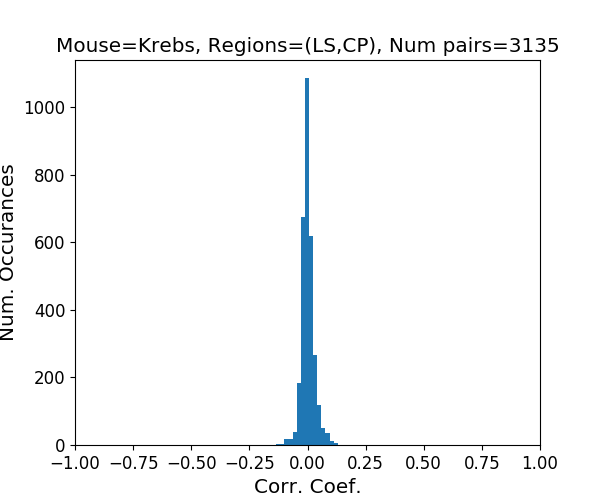 Mouse=Krebs, Regions=(LS,CP), Num pairs=3135
Num. Occurances
1000
800
600
400
200
0
−1.00 −0.75 −0.50 −0.25 0.00 0.25 0.50 0.75 1.00
Corr. Coef.